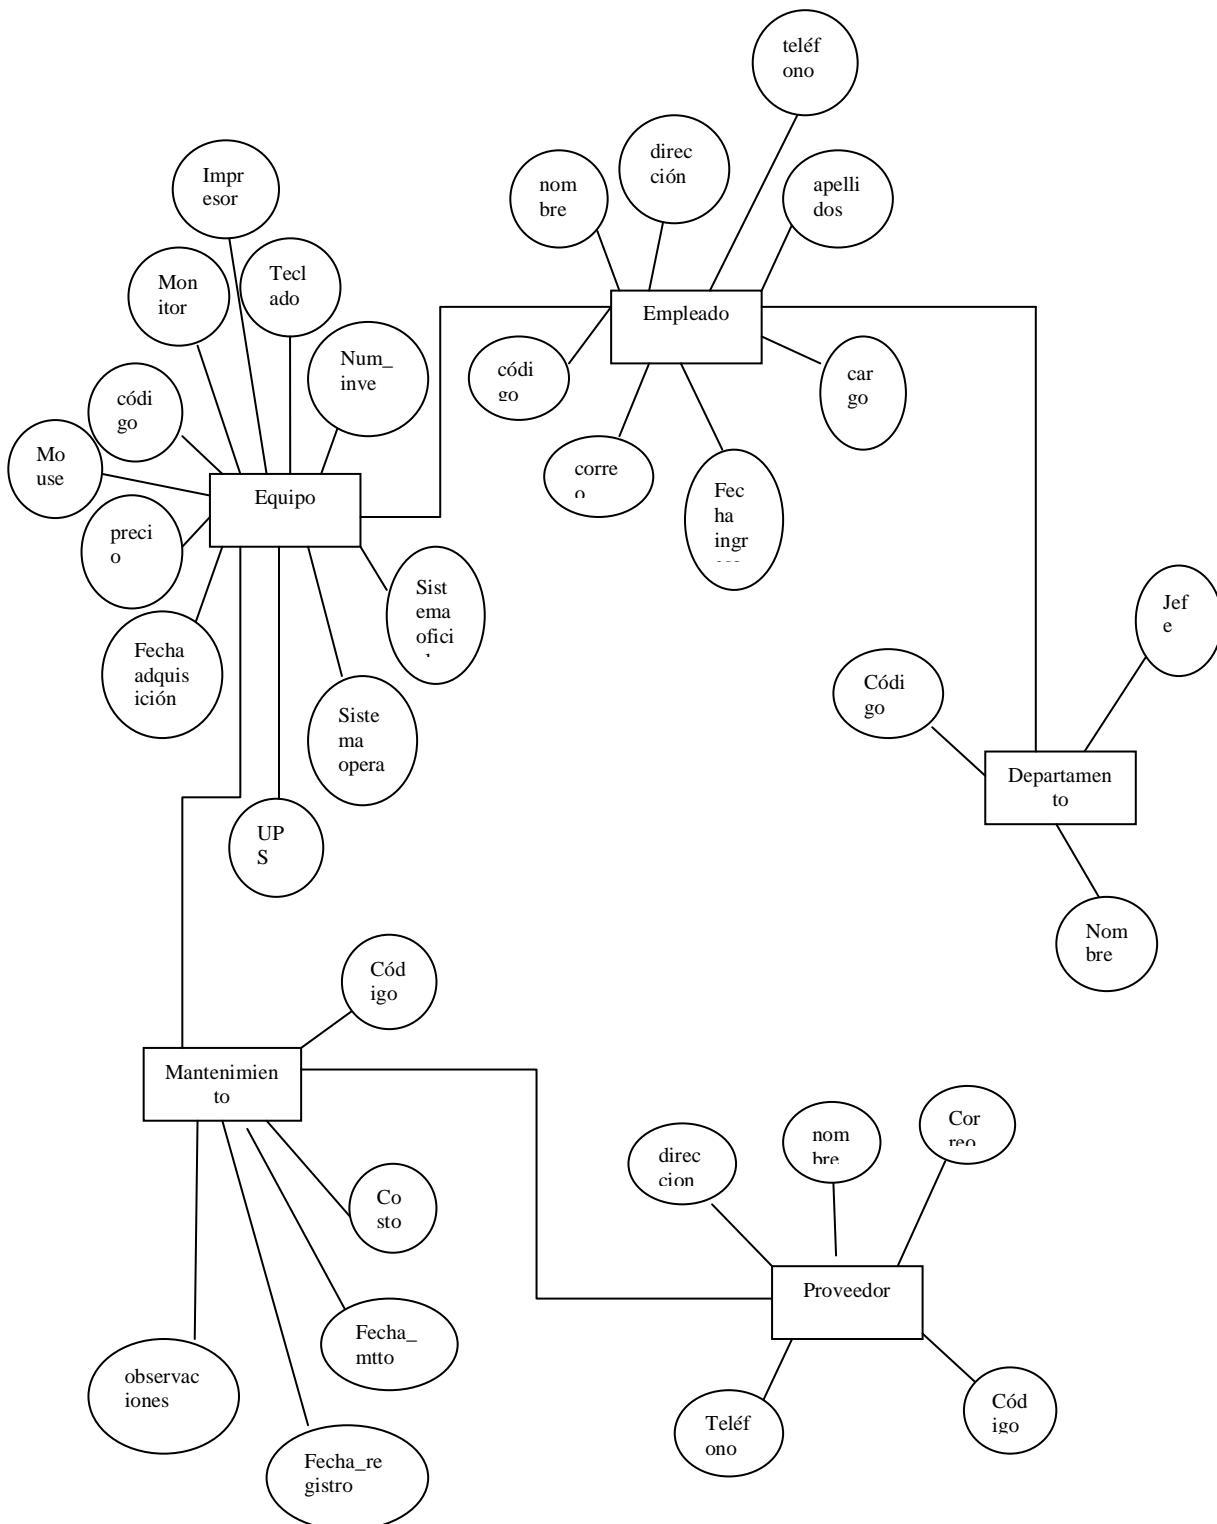 teléf
ono
direc
ción
nom
bre
apelli
dos
Impr
esor
Tecl
ado
Mon
itor
Empleado
Num_
inve
códi
go
car
go
códi
go
Mo
use
corre
o
Equipo
Fec
ha
ingr
preci
o
Sist
ema
ofici
Fecha
adquis
ición
Siste
ma
opera
UP
S
Jef
e
Códi
go
Departamen
to
Nom
bre
Cód
igo
Mantenimien
to
direc
cion
nom
bre
Cor
reo
Co
sto
Proveedor
Fecha_
mtto
observac
iones
Fecha_re
gistro
Teléf
ono
Cód
igo